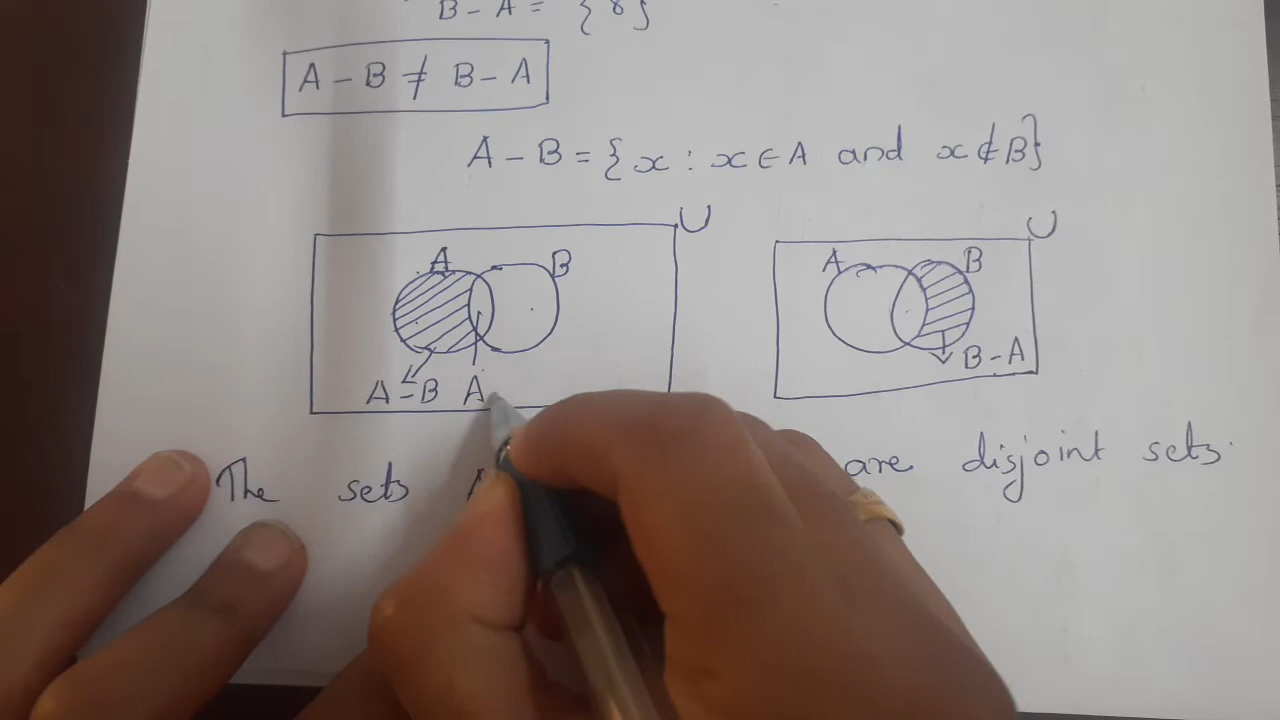 B - A = {8}
A - B ≠ B - A
A - B = {x : x ∈ A and x ∉ B}
U
U
A B
A B
B - A
A - B A
The sets are disjoint sets.